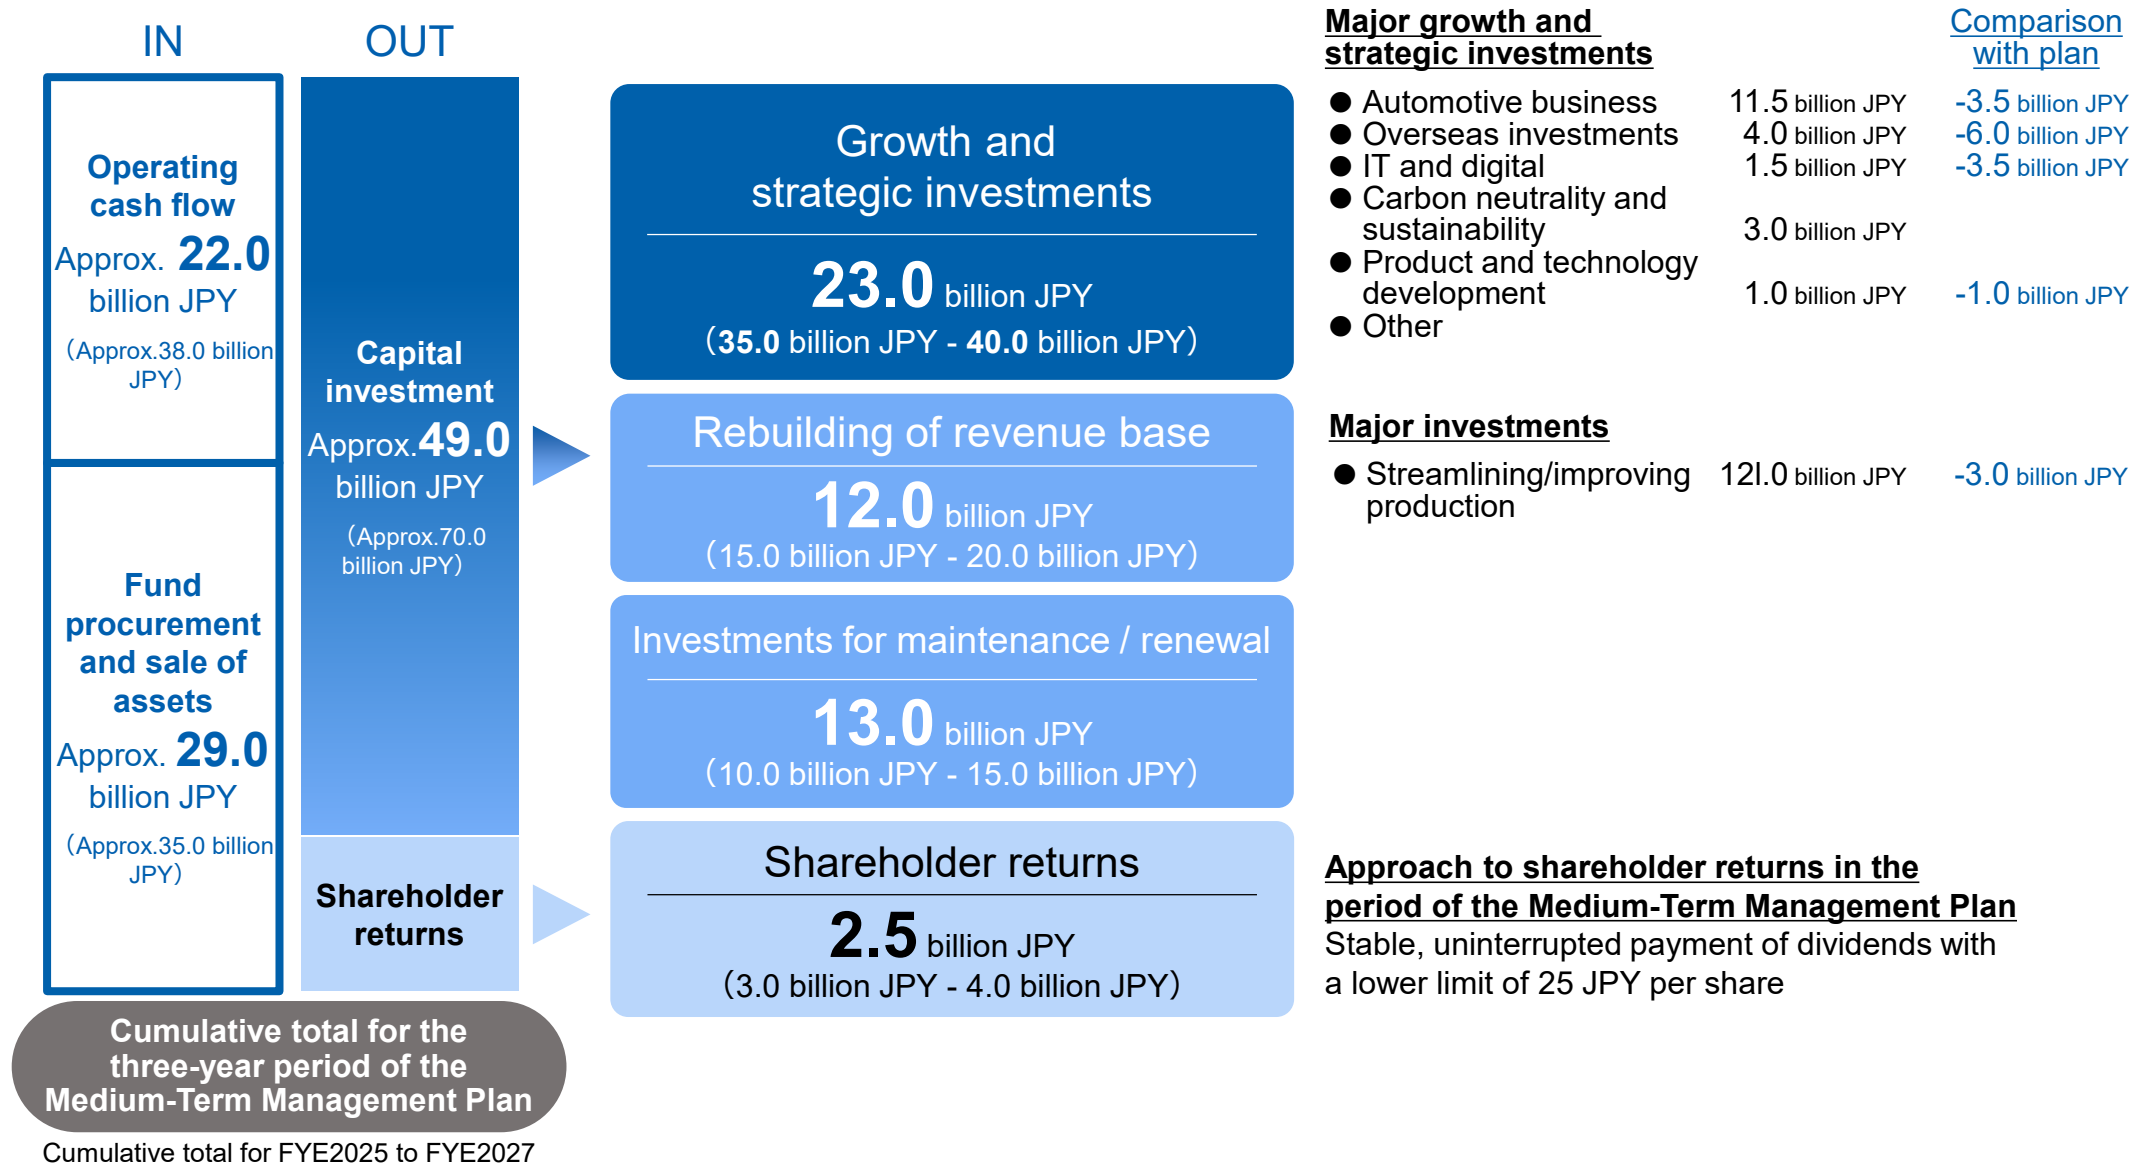 IN
OUT
Operating
cash flow
Approx. 22.0
billion JPY
（Approx.38.0 billion
JPY）
Fund
procurement
and sale of
assets
Approx. 29.0
billion JPY
（Approx.35.0 billion
JPY）
Capital
investment
Approx.49.0
billion JPY
（Approx.70.0
billion JPY）
Shareholder
returns
Cumulative total for the
three-year period of the
Medium-Term Management Plan
Cumulative total for FYE2025 to FYE2027
Growth and
strategic investments
23.0 billion JPY
（35.0 billion JPY - 40.0 billion JPY）
Rebuilding of revenue base
12.0 billion JPY
（15.0 billion JPY - 20.0 billion JPY）
Investments for maintenance / renewal
13.0 billion JPY
（10.0 billion JPY - 15.0 billion JPY）
Shareholder returns
2.5 billion JPY
（3.0 billion JPY - 4.0 billion JPY）
Major growth and
strategic investments
Comparison
with plan
● Automotive business 11.5 billion JPY -3.5 billion JPY
● Overseas investments 4.0 billion JPY -6.0 billion JPY
● IT and digital 1.5 billion JPY -3.5 billion JPY
● Carbon neutrality and
sustainability 3.0 billion JPY
● Product and technology
development 1.0 billion JPY -1.0 billion JPY
● Other
Major investments
● Streamlining/improving 12l.0 billion JPY -3.0 billion JPY
production
Approach to shareholder returns in the
period of the Medium-Term Management Plan
Stable, uninterrupted payment of dividends with
a lower limit of 25 JPY per share